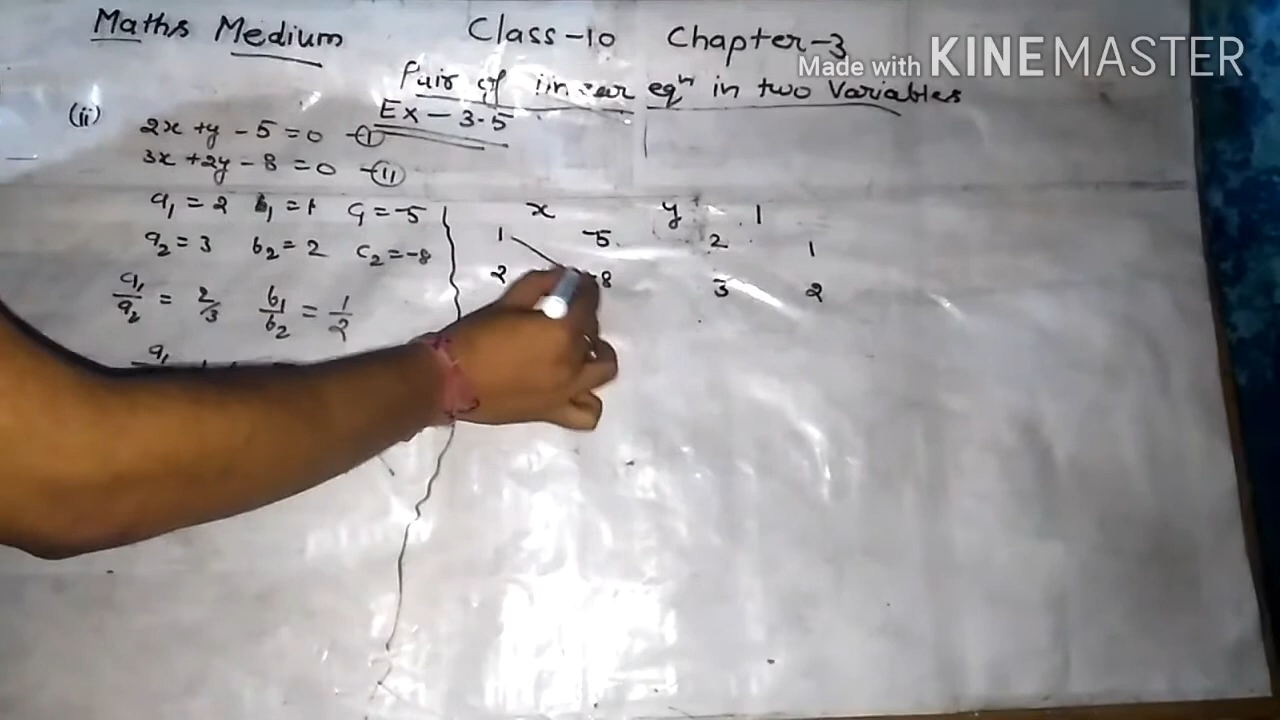 Maths Medium Class-10 Chapter-3
Made with KINEMASTER
Pair of linear eqⁿ in two Variables
Ex - 3.5
(ii) 2x + y - 5 = 0 -(I)
3x + 2y - 8 = 0 -(II)
a₁ = 2 b₁ = 1 c₁ = -5
a₂ = 3 b₂ = 2 c₂ = -8
a₁/a₂ = 2/3 b₁/b₂ = 1/2
a₁
x y 1
1 -5 2 1
2 -8 3 2